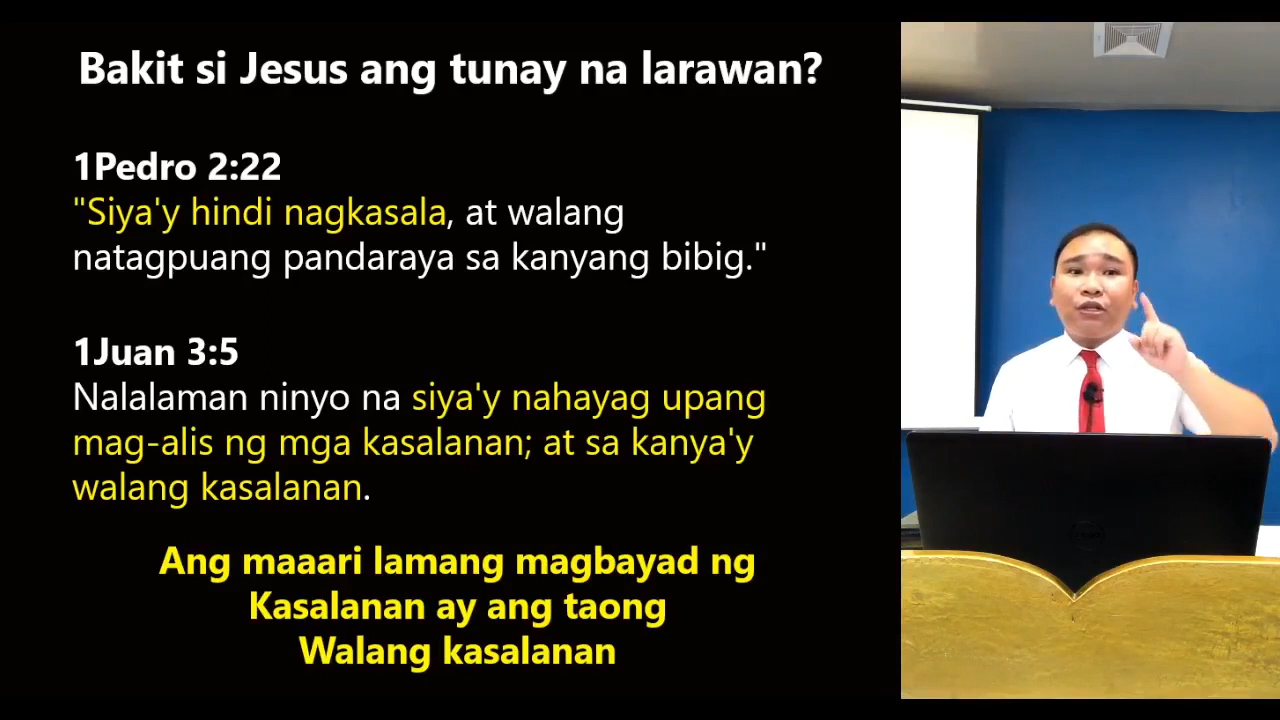 Bakit si Jesus ang tunay na larawan?
1Pedro 2:22
"Siya'y hindi nagkasala, at walang
natagpuang pandaraya sa kanyang bibig."
1Juan 3:5
Nalalaman ninyo na siya'y nahayag upang
mag-alis ng mga kasalanan; at sa kanya'y
walang kasalanan.
Ang maaari lamang magbayad ng
Kasalanan ay ang taong
Walang kasalanan